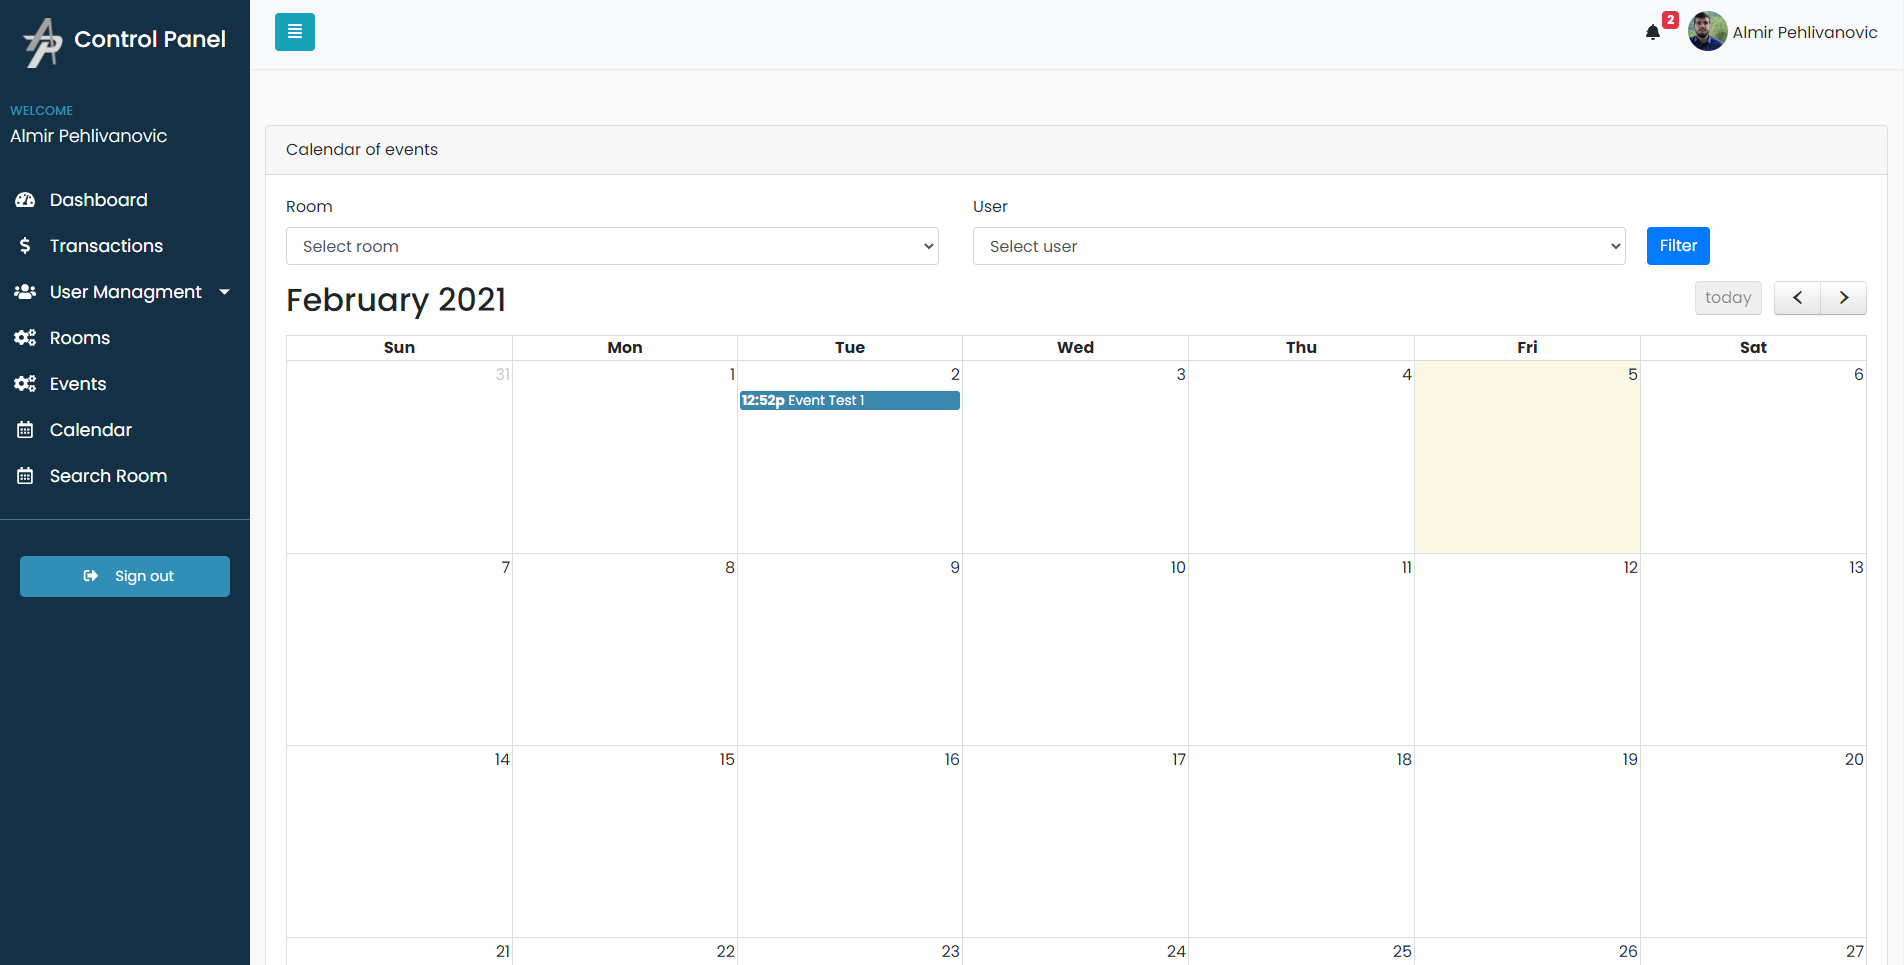 AP Control Panel
WELCOME
Almir Pehlivanovic
Dashboard
Transactions
User Managment
Rooms
Events
Calendar
Search Room
Sign out
2
Almir Pehlivanovic
Calendar of events
Room
User
Select room
Select user
Filter
February 2021
today
Sun Mon Tue Wed Thu Fri Sat
31 1 2 3 4 5 6
12:52p Event Test 1
7 8 9 10 11 12 13
14 15 16 17 18 19 20
21 22 23 24 25 26 27